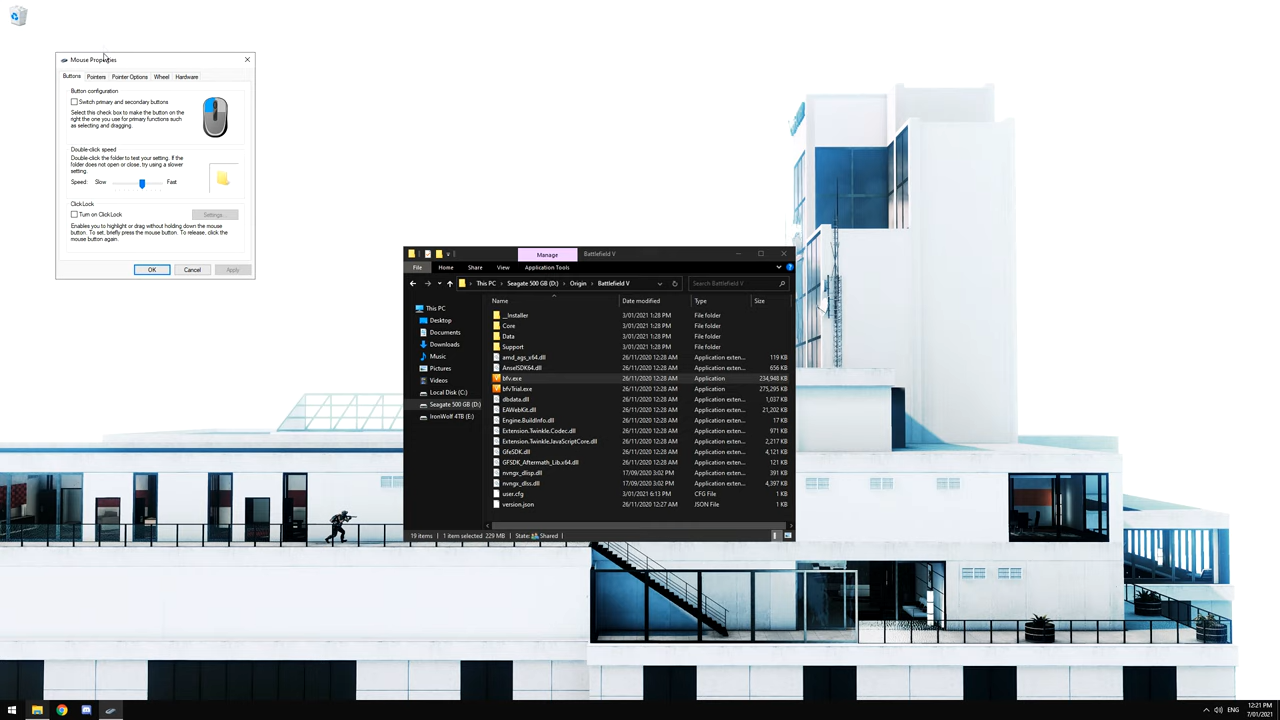 Mouse Properties
Buttons Pointers Pointer Options Wheel Hardware
Button configuration
Switch primary and secondary buttons
Select this check box to make the button on
the right the one you use for primary functions such
as selecting and dragging.
Double-click speed
Double-click the folder to test your setting. If the
folder does not open or close, try using a slower
setting.
Speed: Slow Fast
ClickLock
Turn on ClickLock Settings...
Enables you to highlight or drag without holding down the mouse
button. To set, briefly press the mouse button. To release, click the
mouse button again.
OK Cancel Apply
Manage Battlefield V
File Home Share View Application Tools
This PC Seagate 500 GB (D:) Origin Battlefield V Search Battlefield V
This PC
Desktop
Documents
Downloads
Music
Pictures
Videos
Local Disk (C:)
Seagate 500 GB (D:)
IronWolf 4TB (E:)
Name Date modified Type Size
__Installer 3/01/2021 1:28 PM File folder
Core 3/01/2021 1:28 PM File folder
Data 3/01/2021 1:28 PM File folder
Support 3/01/2021 1:28 PM File folder
amd_ags_x64.dll 26/11/2020 12:28 AM Application exten... 119 KB
AnselSDK64.dll 26/11/2020 12:28 AM Application exten... 656 KB
bfv.exe 26/11/2020 12:28 AM Application 234,948 KB
bfvTrial.exe 26/11/2020 12:28 AM Application 275,295 KB
dbdata.dll 26/11/2020 12:28 AM Application exten... 1,037 KB
EAWebKit.dll 26/11/2020 12:28 AM Application exten... 21,202 KB
Engine.BuildInfo.dll 26/11/2020 12:28 AM Application exten... 17 KB
Extension.Twinkle.Codec.dll 26/11/2020 12:28 AM Application exten... 971 KB
Extension.Twinkle.JavaScriptCore.dll 26/11/2020 12:28 AM Application exten... 2,217 KB
GfeSDK.dll 26/11/2020 12:28 AM Application exten... 4,121 KB
GFSDK_Aftermath_Lib.x64.dll 26/11/2020 12:28 AM Application exten... 121 KB
nvngx_dlisp.dll 17/09/2020 3:02 PM Application exten... 391 KB
nvngx_dlss.dll 17/09/2020 3:02 PM Application exten... 4,397 KB
user.cfg 3/01/2021 6:13 PM CFG File 1 KB
version.json 26/11/2020 12:27 AM JSON File 1 KB
19 items 1 item selected 229 MB State: Shared
ENG 12:21 PM
7/01/2021